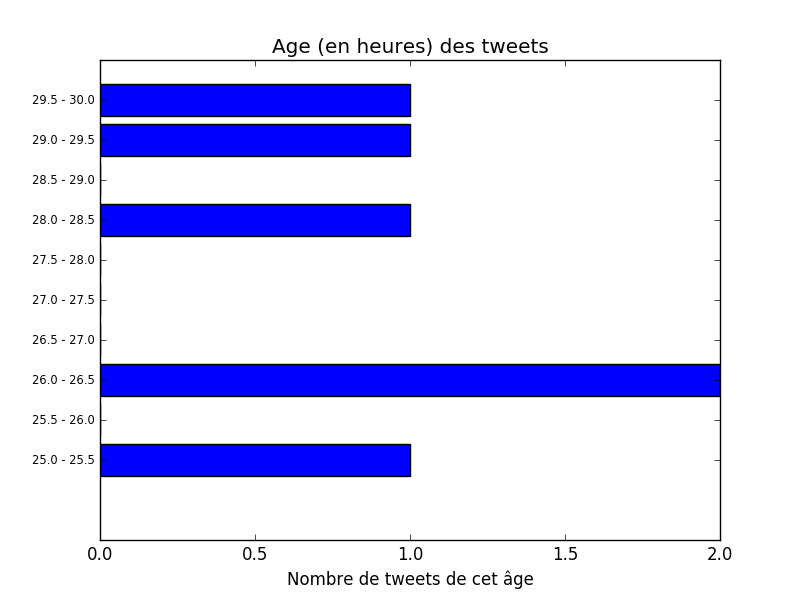 Age (en heures) des tweets
29.5 - 30.0
29.0 - 29.5
28.5 - 29.0
28.0 - 28.5
27.5 - 28.0
27.0 - 27.5
26.5 - 27.0
26.0 - 26.5
25.5 - 26.0
25.0 - 25.5
0.0 0.5 1.0 1.5 2.0
Nombre de tweets de cet âge